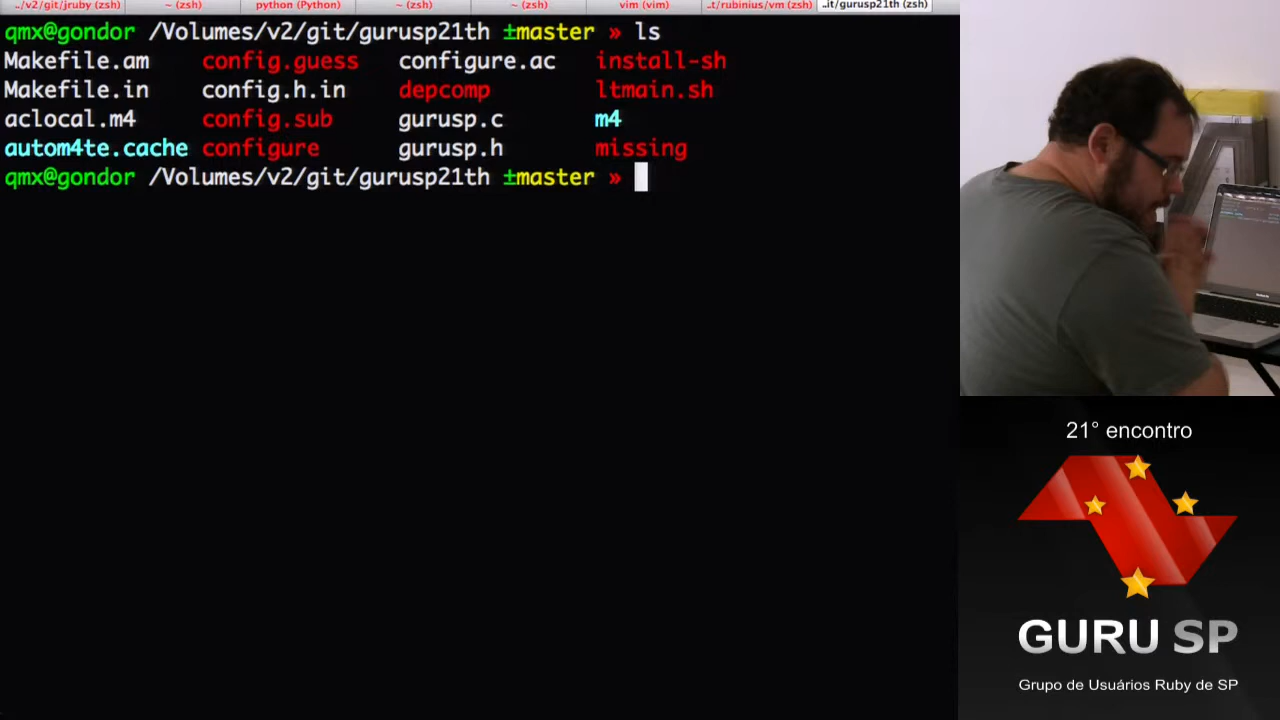 ../v2/git/jruby (zsh) ~ (zsh) python (Python) ~ (zsh) ~ (zsh) vim (vim) ..t/rubinius/vm (zsh) ..it/gurusp21th (zsh)
qmx@gondor /Volumes/v2/git/gurusp21th ±master » ls
Makefile.am config.guess configure.ac install-sh
Makefile.in config.h.in depcomp ltmain.sh
aclocal.m4 config.sub gurusp.c m4
autom4te.cache configure gurusp.h missing
qmx@gondor /Volumes/v2/git/gurusp21th ±master »
21° encontro
GURU SP
Grupo de Usuários Ruby de SP